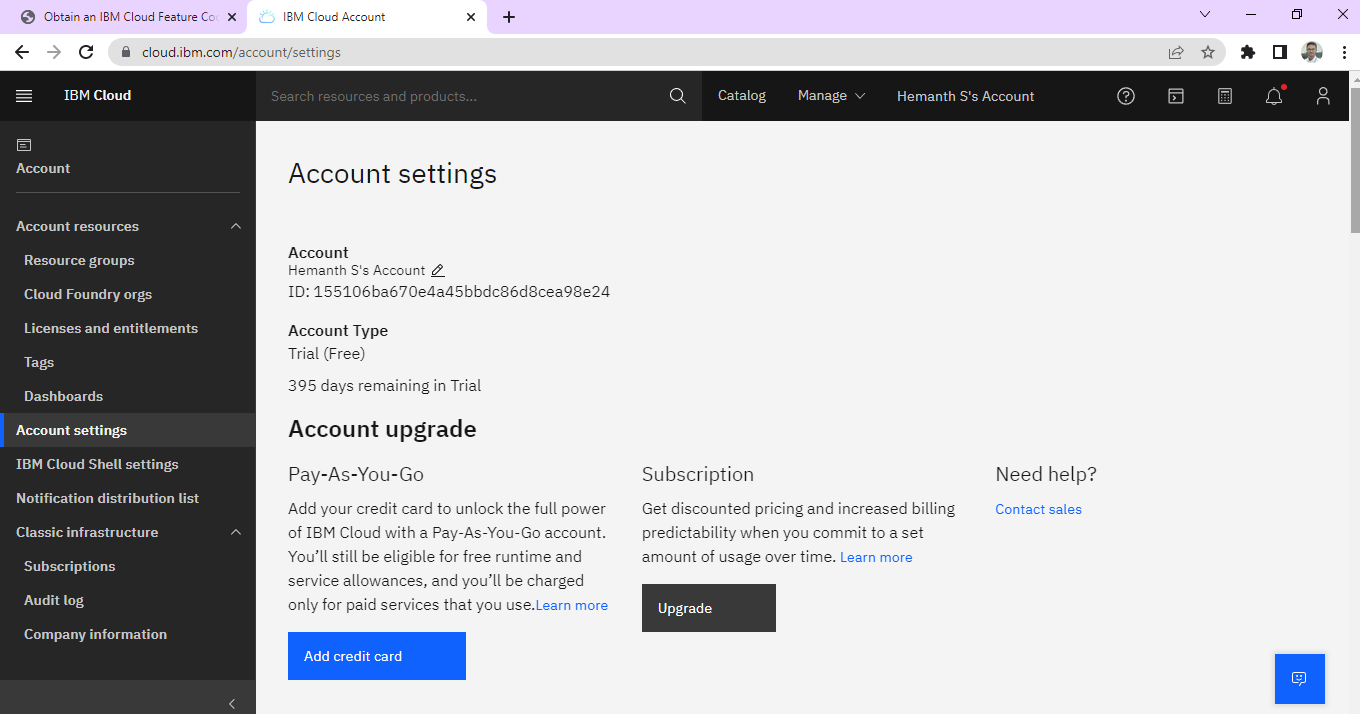 Obtain an IBM Cloud Feature Co
IBM Cloud Account
cloud.ibm.com/account/settings
IBM Cloud
Search resources and products...
Catalog
Manage
Hemanth S's Account
Account
Account resources
Resource groups
Cloud Foundry orgs
Licenses and entitlements
Tags
Dashboards
Account settings
IBM Cloud Shell settings
Notification distribution list
Classic infrastructure
Subscriptions
Audit log
Company information
Account settings
Account
Hemanth S's Account
ID: 155106ba670e4a45bbdc86d8cea98e24
Account Type
Trial (Free)
395 days remaining in Trial
Account upgrade
Pay-As-You-Go
Add your credit card to unlock the full power
of IBM Cloud with a Pay-As-You-Go account.
You’ll still be eligible for free runtime and
service allowances, and you’ll be charged
only for paid services that you use.Learn more
Add credit card
Subscription
Get discounted pricing and increased billing
predictability when you commit to a set
amount of usage over time. Learn more
Upgrade
Need help?
Contact sales